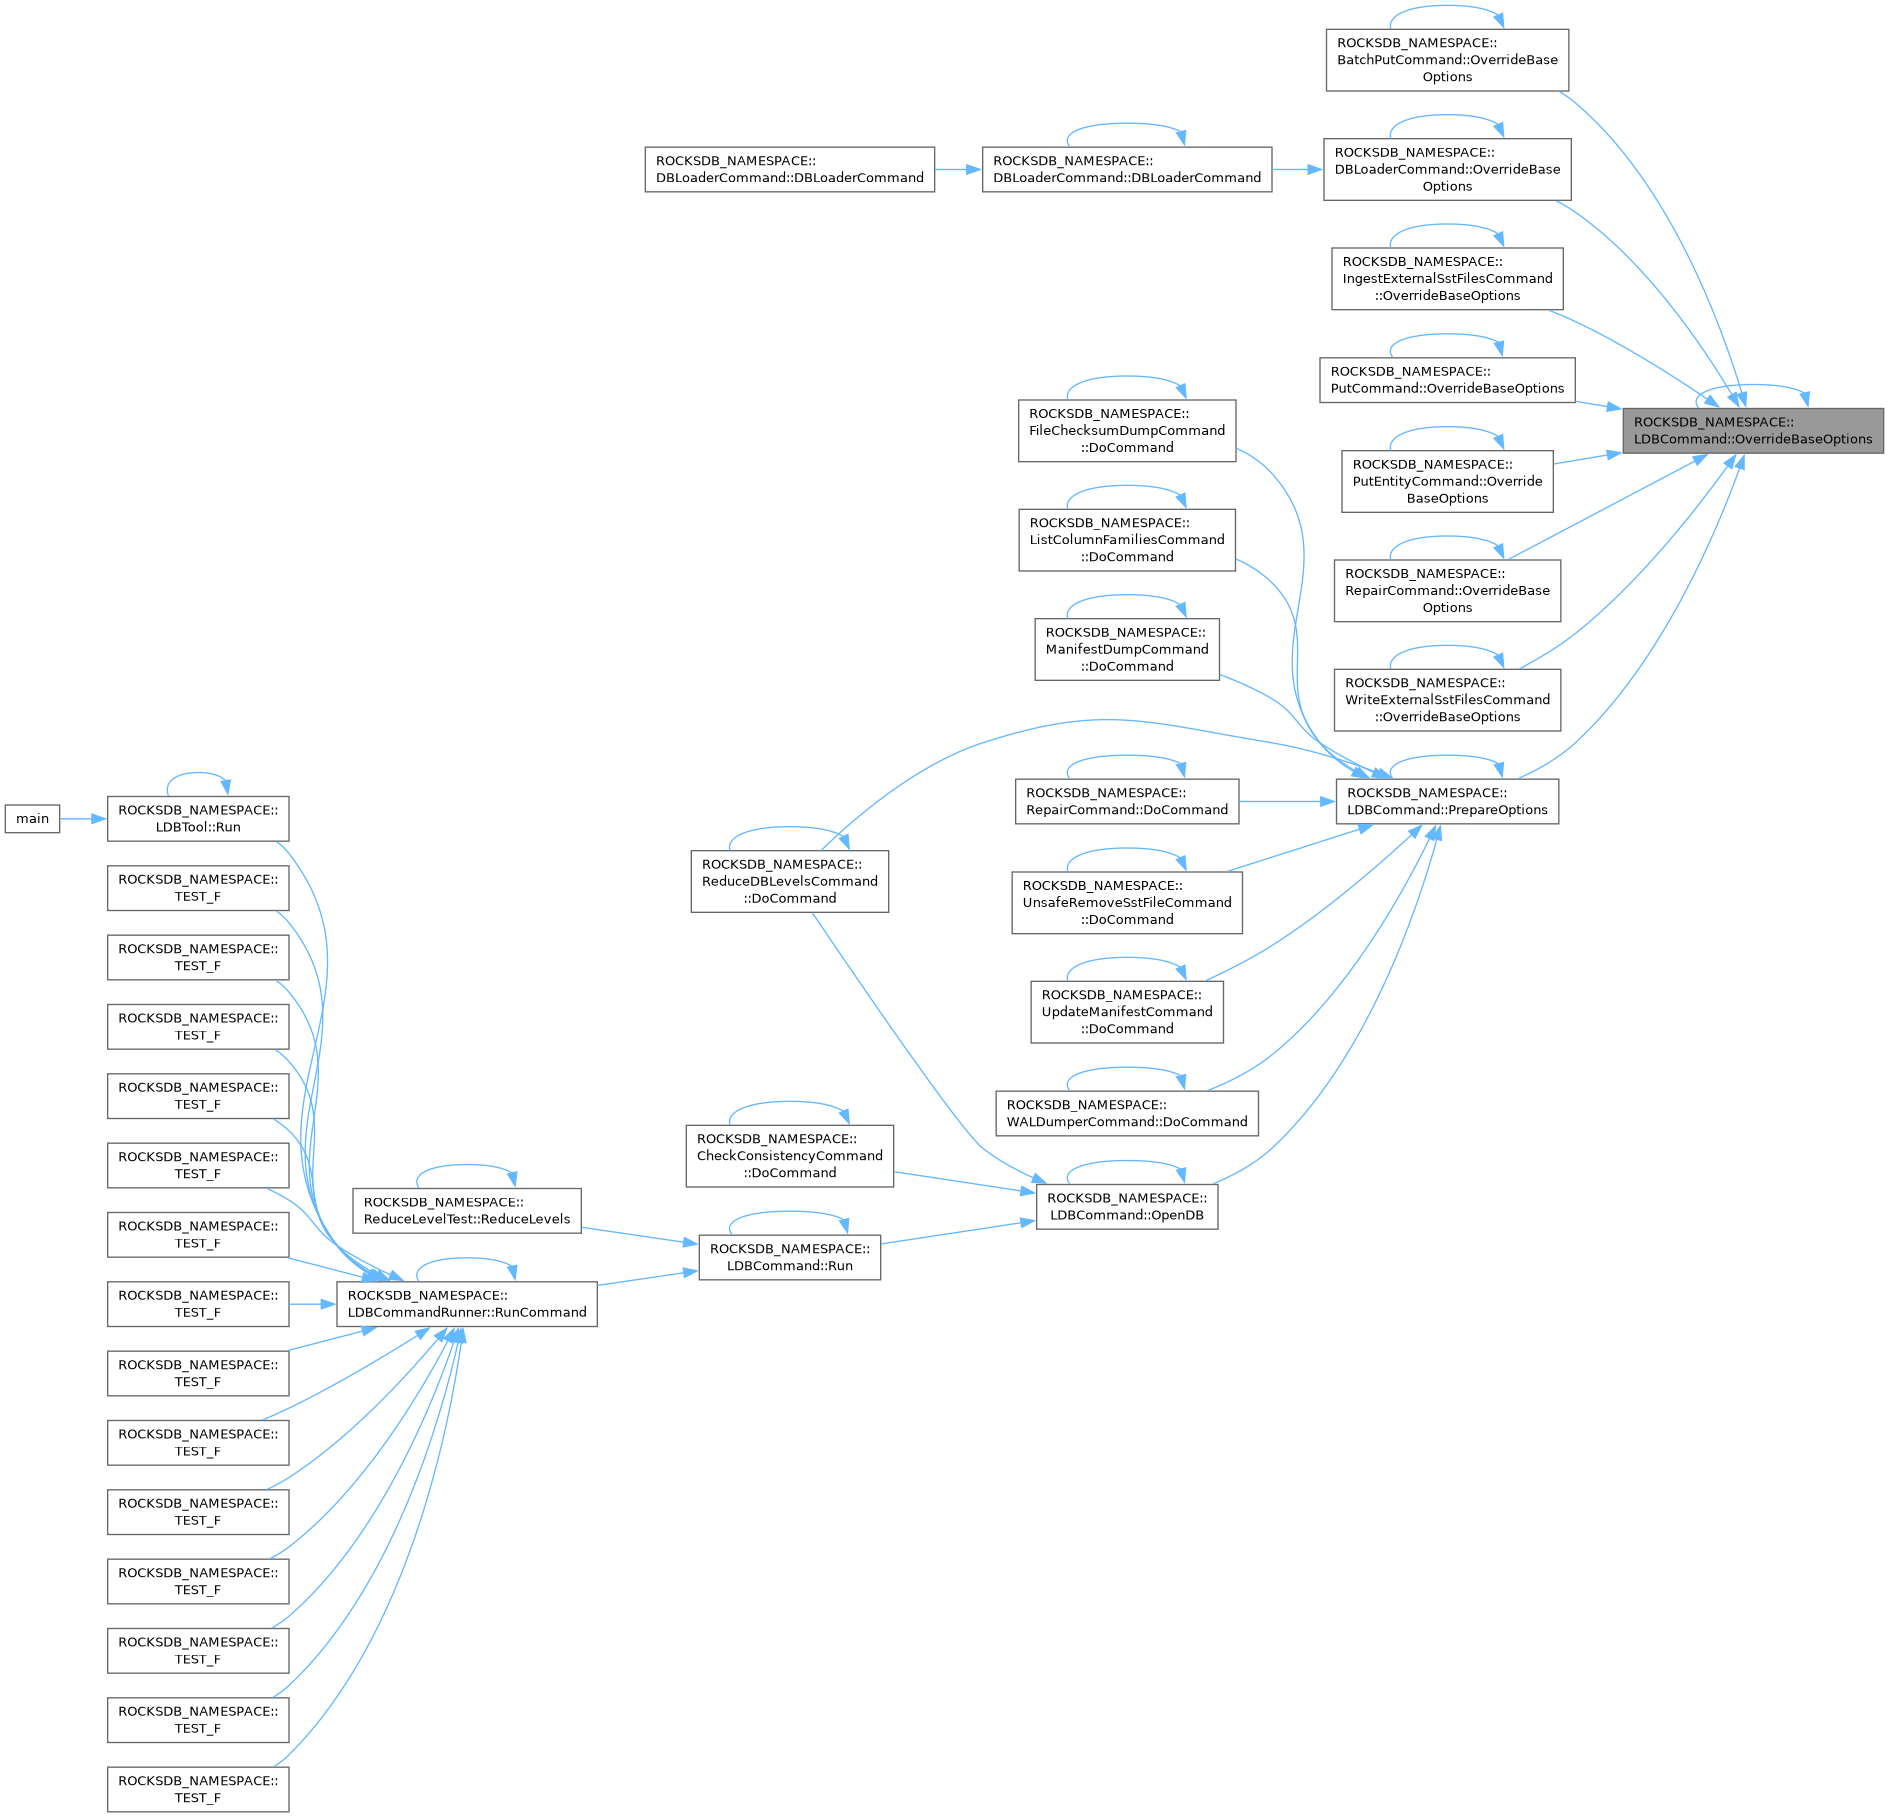 ROCKSDB_NAMESPACE::
BatchPutCommand::OverrideBase
Options
ROCKSDB_NAMESPACE::
DBLoaderCommand::DBLoaderCommand
ROCKSDB_NAMESPACE::
DBLoaderCommand::DBLoaderCommand
ROCKSDB_NAMESPACE::
DBLoaderCommand::OverrideBase
Options
ROCKSDB_NAMESPACE::
IngestExternalSstFilesCommand
::OverrideBaseOptions
ROCKSDB_NAMESPACE::
PutCommand::OverrideBaseOptions
ROCKSDB_NAMESPACE::
LDBCommand::OverrideBaseOptions
ROCKSDB_NAMESPACE::
FileChecksumDumpCommand
::DoCommand
ROCKSDB_NAMESPACE::
PutEntityCommand::Override
BaseOptions
ROCKSDB_NAMESPACE::
ListColumnFamiliesCommand
::DoCommand
ROCKSDB_NAMESPACE::
RepairCommand::OverrideBase
Options
ROCKSDB_NAMESPACE::
ManifestDumpCommand
::DoCommand
ROCKSDB_NAMESPACE::
WriteExternalSstFilesCommand
::OverrideBaseOptions
ROCKSDB_NAMESPACE::
RepairCommand::DoCommand
ROCKSDB_NAMESPACE::
LDBCommand::PrepareOptions
main
ROCKSDB_NAMESPACE::
LDBTool::Run
ROCKSDB_NAMESPACE::
ReduceDBLevelsCommand
::DoCommand
ROCKSDB_NAMESPACE::
UnsafeRemoveSstFileCommand
::DoCommand
ROCKSDB_NAMESPACE::
TEST_F
ROCKSDB_NAMESPACE::
TEST_F
ROCKSDB_NAMESPACE::
UpdateManifestCommand
::DoCommand
ROCKSDB_NAMESPACE::
TEST_F
ROCKSDB_NAMESPACE::
TEST_F
ROCKSDB_NAMESPACE::
WALDumperCommand::DoCommand
ROCKSDB_NAMESPACE::
CheckConsistencyCommand
::DoCommand
ROCKSDB_NAMESPACE::
TEST_F
ROCKSDB_NAMESPACE::
ReduceLevelTest::ReduceLevels
ROCKSDB_NAMESPACE::
LDBCommand::OpenDB
ROCKSDB_NAMESPACE::
TEST_F
ROCKSDB_NAMESPACE::
LDBCommand::Run
ROCKSDB_NAMESPACE::
TEST_F
ROCKSDB_NAMESPACE::
LDBCommandRunner::RunCommand
ROCKSDB_NAMESPACE::
TEST_F
ROCKSDB_NAMESPACE::
TEST_F
ROCKSDB_NAMESPACE::
TEST_F
ROCKSDB_NAMESPACE::
TEST_F
ROCKSDB_NAMESPACE::
TEST_F
ROCKSDB_NAMESPACE::
TEST_F
ROCKSDB_NAMESPACE::
TEST_F